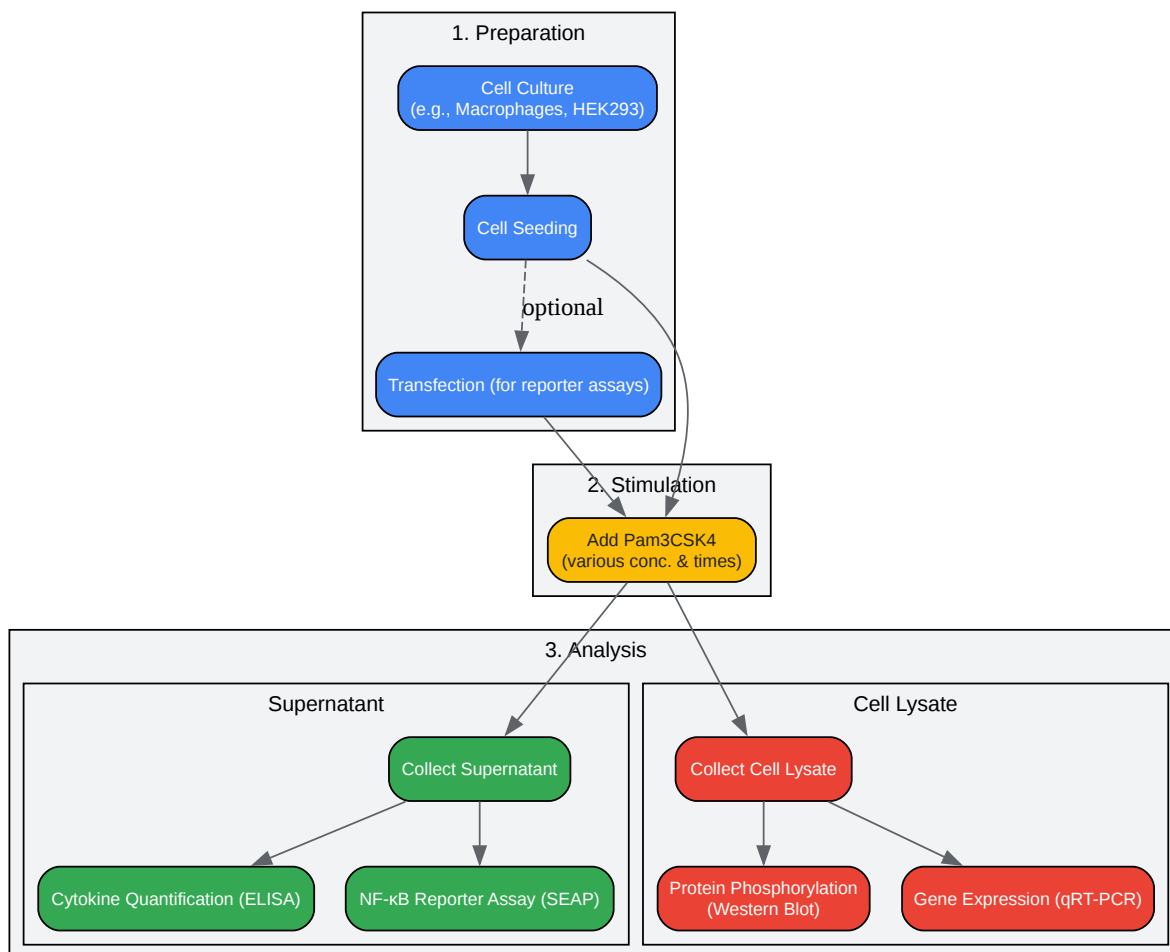 1. Preparation
Cell Culture
(e.g., Macrophages, HEK293)
Cell Seeding
optional
Transfection (for reporter assays)
2. Stimulation
Add Pam3CSK4
(various conc. & times)
3. Analysis
Supernatant
Collect Supernatant
Cytokine Quantification (ELISA)
NF-κB Reporter Assay (SEAP)
Cell Lysate
Collect Cell Lysate
Protein Phosphorylation
(Western Blot)
Gene Expression (qRT-PCR)